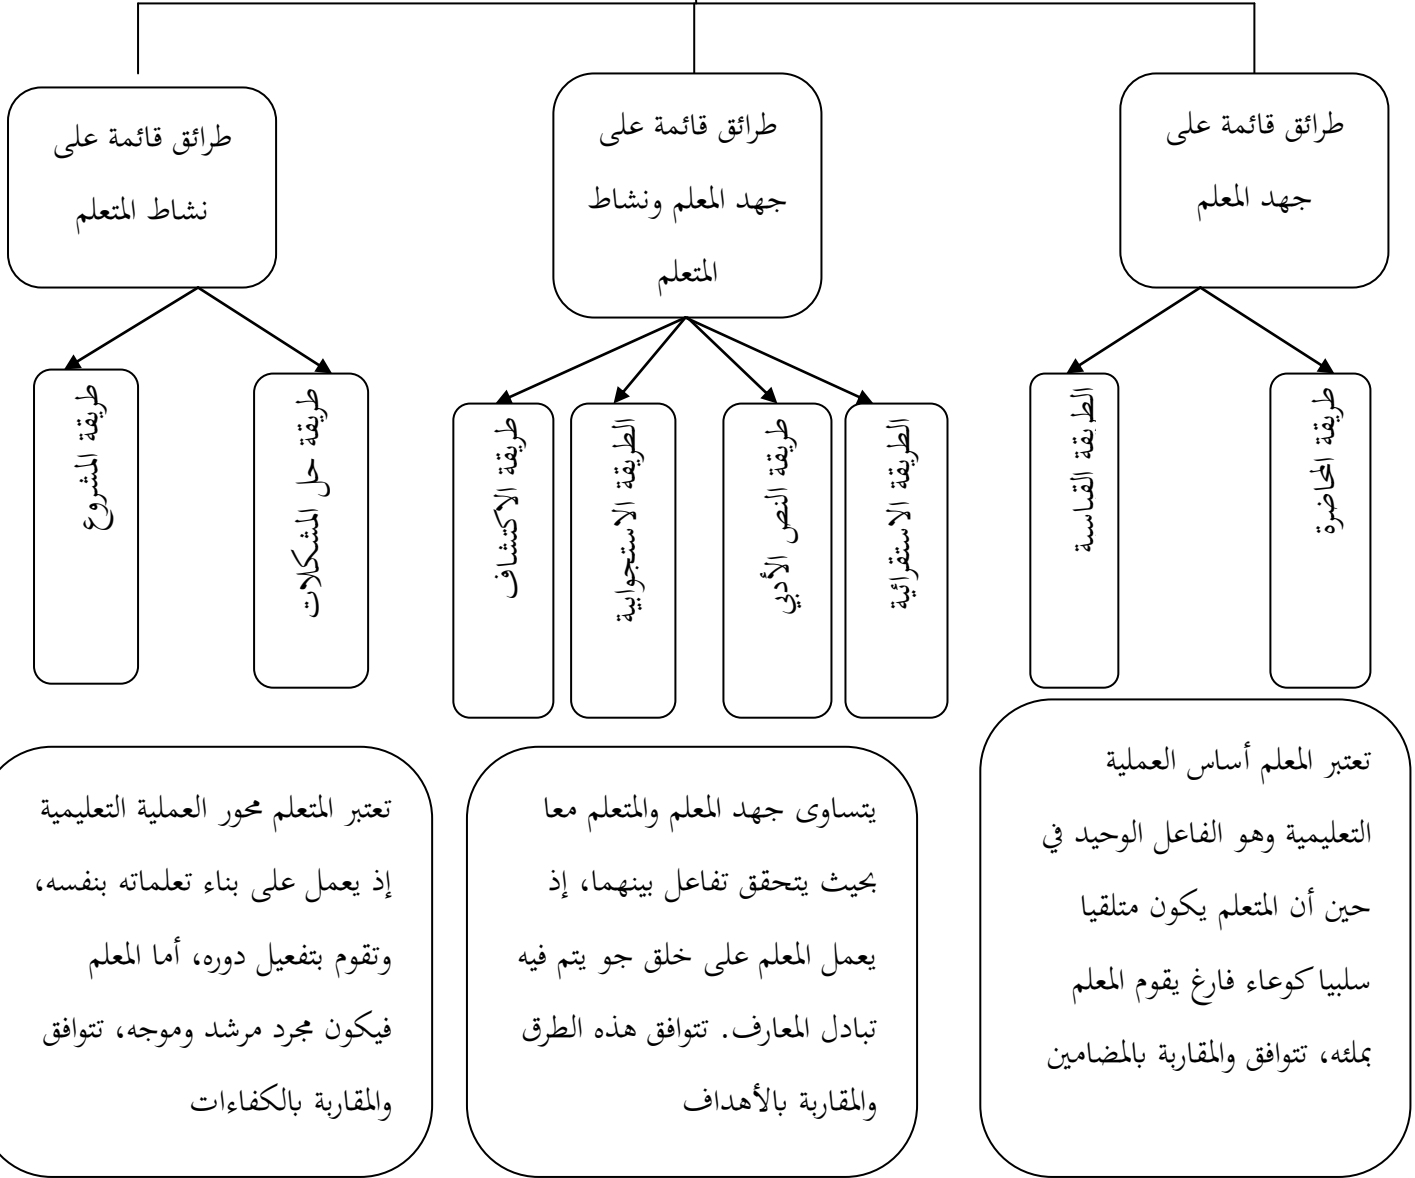 طرائق قائمة على
جهد المعلم
طرائق قائمة على
جهد المعلم ونشاط
المتعلم
طرائق قائمة على
نشاط المتعلم
طريقة المحاضرة
الطريقة القياسية
الطريقة الاستقرائية
طريقة النص الأدبي
الطريقة الاستجوابية
طريقة الاكتشاف
طريقة حل المشكلات
طريقة المشروع
تعتبر المعلم أساس العملية
التعليمية وهو الفاعل الوحيد في
حين أن المتعلم يكون متلقيا
سلبيا كوعاء فارغ يقوم المعلم
بملئه، تتوافق والمقاربة بالمضامين
يتساوى جهد المعلم والمتعلم معا
بحيث يتحقق تفاعل بينهما، إذ
يعمل المعلم على خلق جو يتم فيه
تبادل المعارف. تتوافق هذه الطرق
والمقاربة بالأهداف
تعتبر المتعلم محور العملية التعليمية
إذ يعمل على بناء تعلماته بنفسه،
وتقوم بتفعيل دوره، أما المعلم
فيكون مجرد مرشد وموجه، تتوافق
والمقاربة بالكفاءات